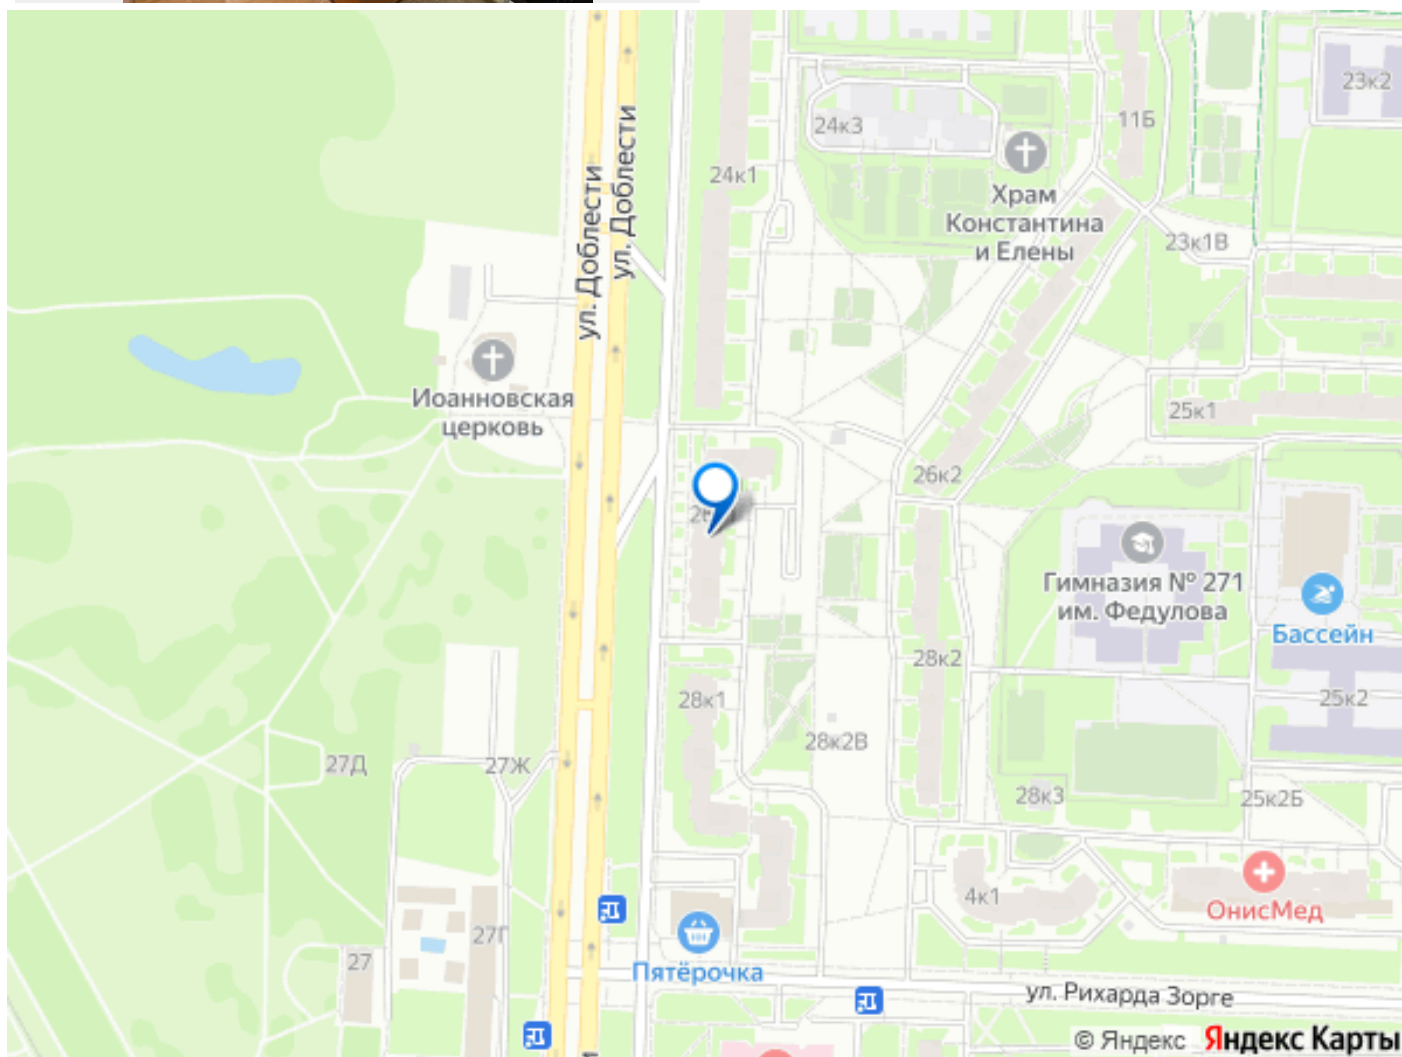 23к2
11Б
24к3
ул. Доблести
ул. Доблести
24к1
Храм
Константина
и Елены
23к1В
Иоанновская
церковь
25к1
26к2
Гимназия № 271
им. Федулова
Бассейн
28к2
28к1
25к2
28к2В
27Д
27Ж
28к3
25к2Б
4к1
ОнисМед
27Г
27
Пятёрочка
ул. Рихарда Зорге
© Яндекс Яндекс Карты